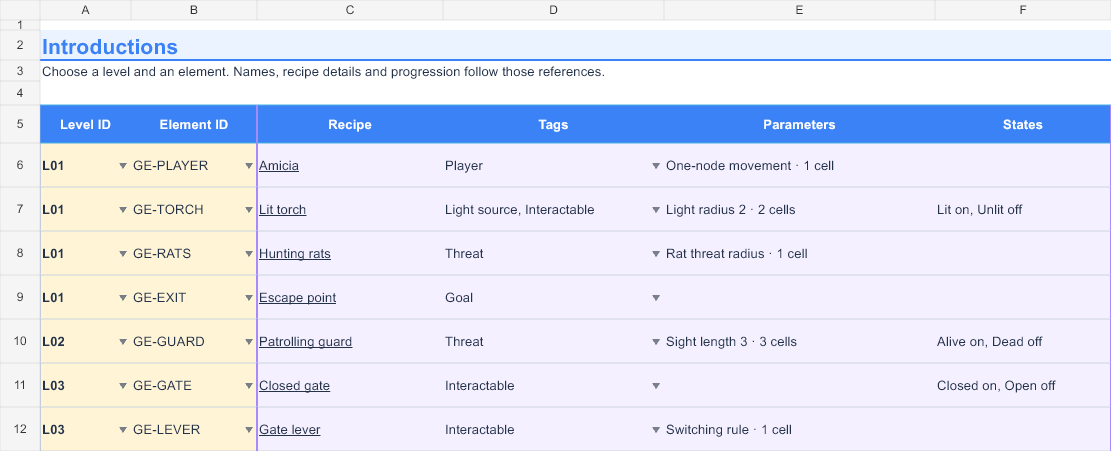 A B C D E F
1
2 Introductions
3 Choose a level and an element. Names, recipe details and progression follow those references.
4
5 Level ID Element ID Recipe Tags Parameters States
6 L01 GE-PLAYER Amicia Player One-node movement · 1 cell
7 L01 GE-TORCH Lit torch Light source, Interactable Light radius 2 · 2 cells Lit on, Unlit off
8 L01 GE-RATS Hunting rats Threat Rat threat radius · 1 cell
9 L01 GE-EXIT Escape point Goal
10 L02 GE-GUARD Patrolling guard Threat Sight length 3 · 3 cells Alive on, Dead off
11 L03 GE-GATE Closed gate Interactable Closed on, Open off
12 L03 GE-LEVER Gate lever Interactable Switching rule · 1 cell